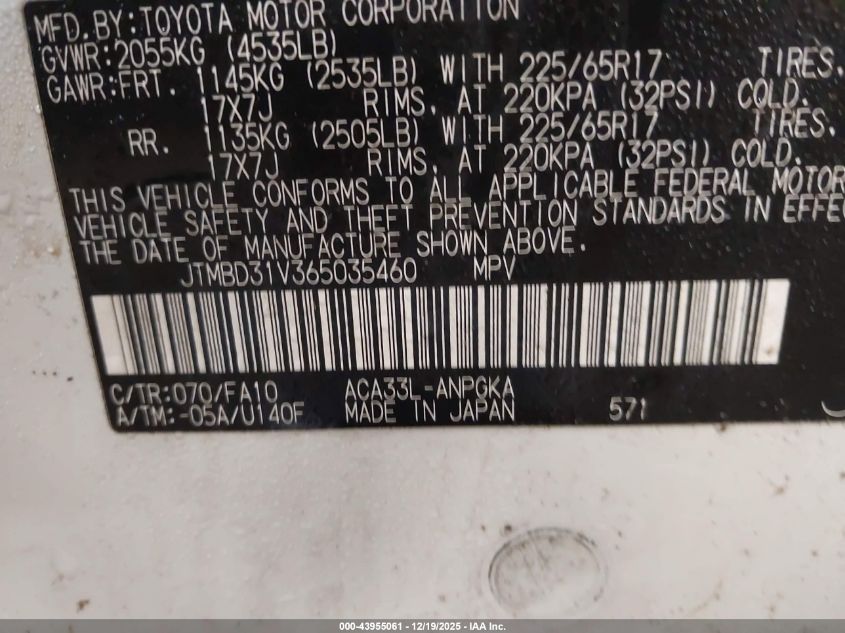 MFD. BY: TOYOTA MOTOR CORPORATION
GVWR: 2055KG (4535LB)
GAWR: FRT. 1145KG (2535LB) WITH 225/65R17 TIRES.
17X7J RIMS, AT 220KPA (32PSI) COLD.
RR. 1135KG (2505LB) WITH 225/65R17 TIRES.
17X7J RIMS, AT 220KPA (32PSI) COLD.
THIS VEHICLE CONFORMS TO ALL APPLICABLE FEDERAL MOTOR
VEHICLE SAFETY AND THEFT PREVENTION STANDARDS IN EFFE
THE DATE OF MANUFACTURE SHOWN ABOVE.
JTMBD31V365035460 MPV
C/TR: 070/FA10 ACA33L-ANPGKA
A/TM: -05A/U140F MADE IN JAPAN 571
000-43955061 - 12/19/2025 - IAA Inc.